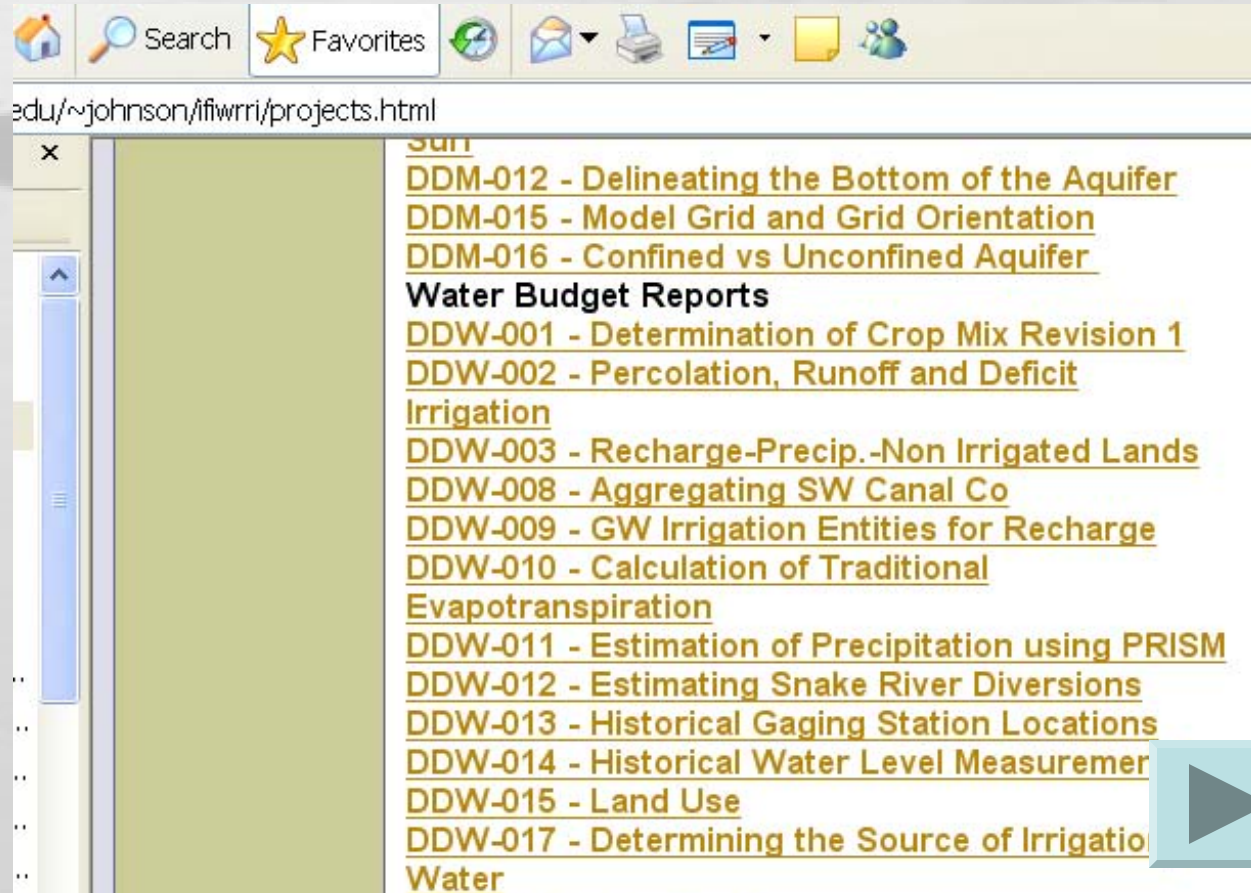 Search Favorites
edu/~johnson/ifiwrri/projects.html
Surf
DDM-012 - Delineating the Bottom of the Aquifer
DDM-015 - Model Grid and Grid Orientation
DDM-016 - Confined vs Unconfined Aquifer
Water Budget Reports
DDW-001 - Determination of Crop Mix Revision 1
DDW-002 - Percolation, Runoff and Deficit
Irrigation
DDW-003 - Recharge-Precip.-Non Irrigated Lands
DDW-008 - Aggregating SW Canal Co
DDW-009 - GW Irrigation Entities for Recharge
DDW-010 - Calculation of Traditional
Evapotranspiration
DDW-011 - Estimation of Precipitation using PRISM
DDW-012 - Estimating Snake River Diversions
DDW-013 - Historical Gaging Station Locations
DDW-014 - Historical Water Level
DDW-015 - Land Use
DDW-017 - Determining the Source of
Water